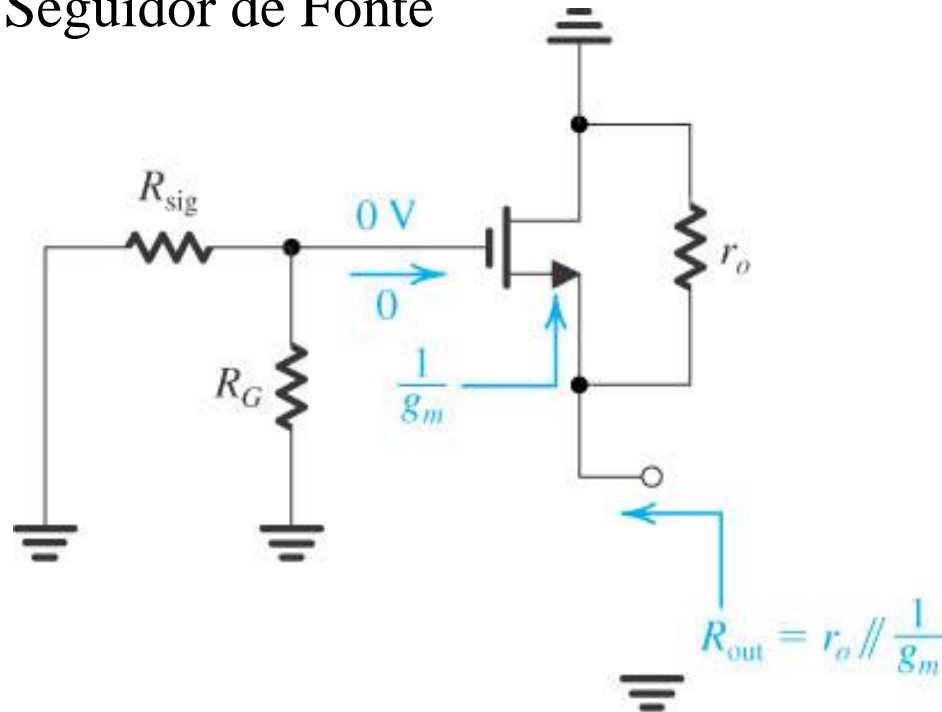 Seguidor de Fonte
R_sig
0 V
r_o
0
1/g_m
R_G
R_out = r_o // 1/g_m